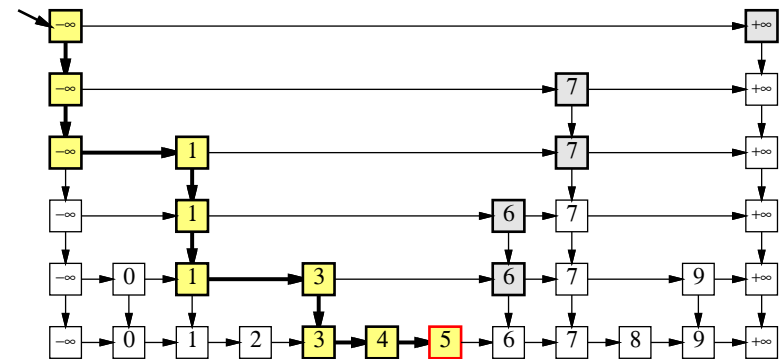 −∞ +∞
−∞ 7 +∞
−∞ 1 7 +∞
−∞ 1 6 7 +∞
−∞ 0 1 3 6 7 9 +∞
−∞ 0 1 2 3 4 5 6 7 8 9 +∞